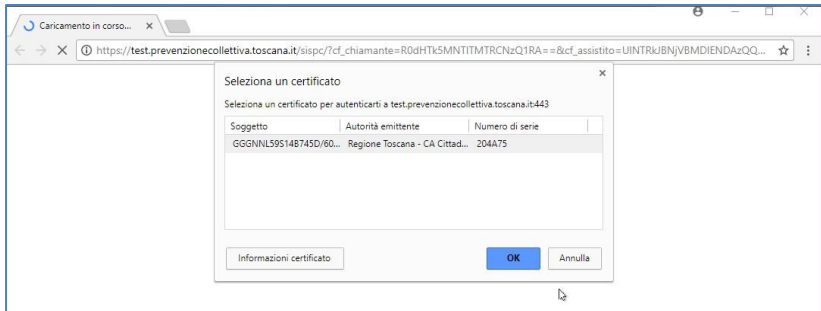 Caricamento in corso...
https://test.prevenzionecollettiva.toscana.it/sispc/?cf_chiamante=R0dHTk5MNTlTMTRCNzQ1RA==&cf_assistito=UINTRkJBNjVBMDIENDAzQQ...
Seleziona un certificato
Seleziona un certificato per autenticarti a test.prevenzionecollettiva.toscana.it:443
Soggetto Autorità emittente Numero di serie
GGGNNL59S14B745D/60... Regione Toscana - CA Cittad... 204A75
Informazioni certificato OK Annulla